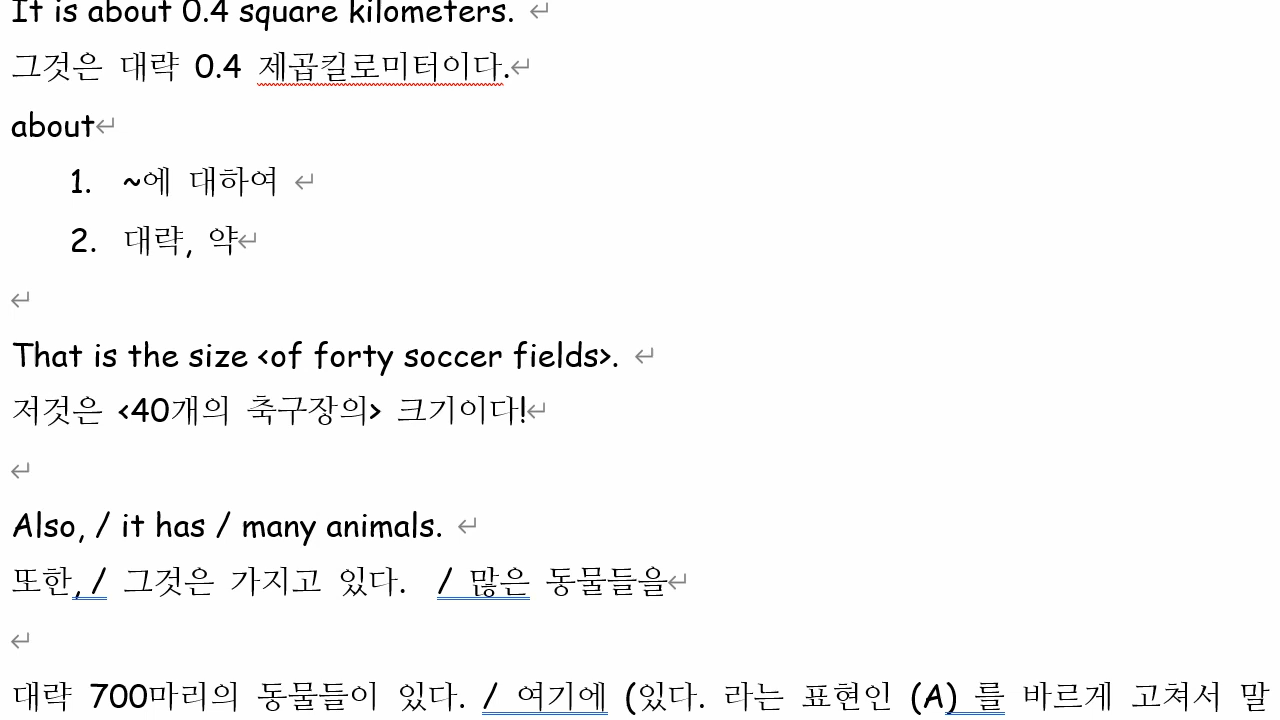 It is about 0.4 square kilometers.
그것은 대략 0.4 제곱킬로미터이다.
about
1. ~에 대하여
2. 대략, 약
That is the size <of forty soccer fields>.
저것은 <40개의 축구장의> 크기이다!
Also, / it has / many animals.
또한, / 그것은 가지고 있다. / 많은 동물들을
대략 700마리의 동물들이 있다. / 여기에 (있다. 라는 표현인 (A) 를 바르게 고쳐서 말